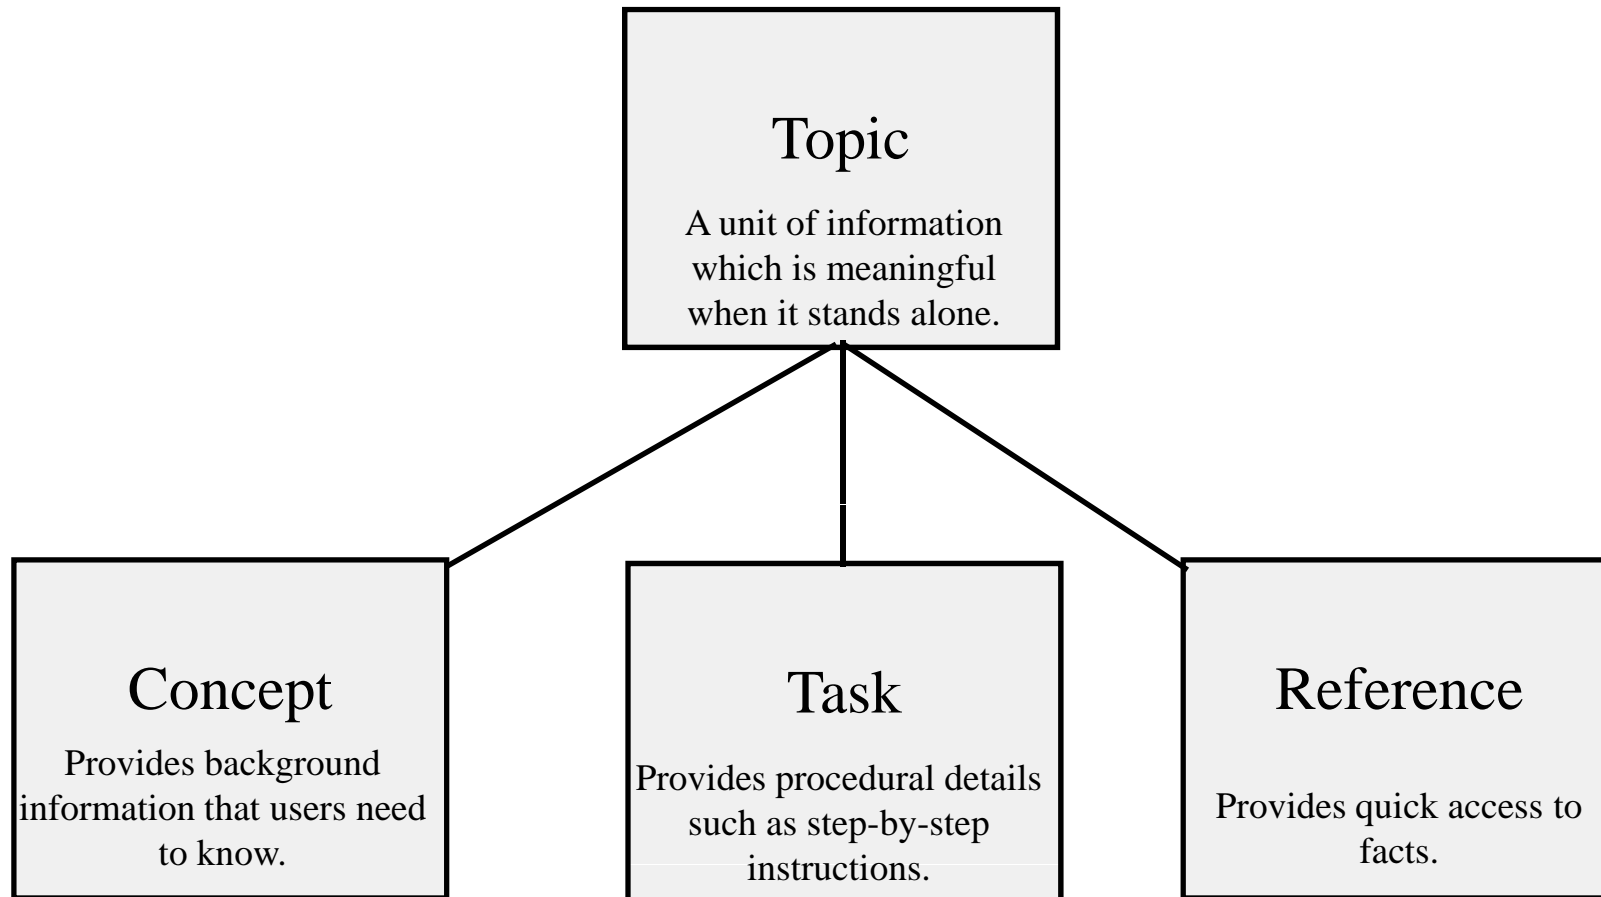 Topic
A unit of information
which is meaningful
when it stands alone.
Concept
Provides background
information that users need
to know.
Task
Provides procedural details
such as step-by-step
instructions.
Reference
Provides quick access to
facts.